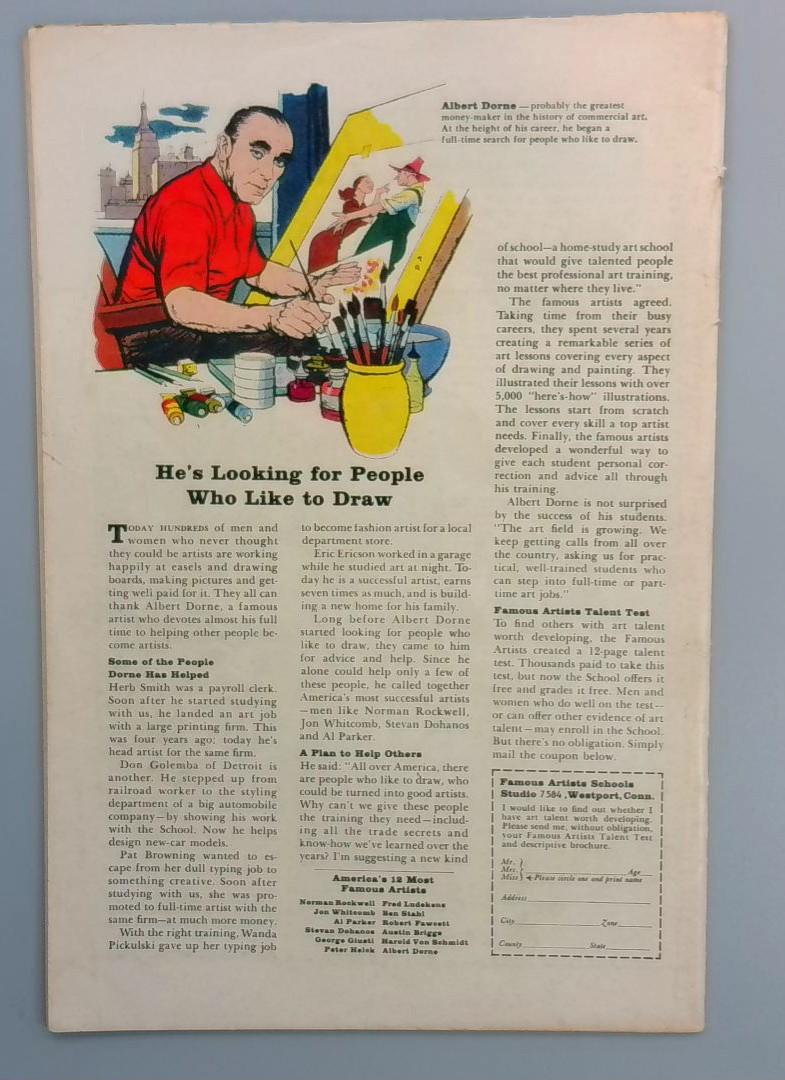 Albert Dorne — probably the greatest
money-maker in the history of commercial art.
At the height of his career, he began a
full-time search for people who like to draw.
He's Looking for People
Who Like to Draw
TODAY HUNDREDS of men and
women who never thought
they could be artists are working
happily at easels and drawing
boards, making pictures and get-
ting well paid for it. They all can
thank Albert Dorne, a famous
artist who devotes almost his full
time to helping other people be-
come artists.
Some of the People
Dorne Has Helped
Herb Smith was a payroll clerk.
Soon after he started studying
with us, he landed an art job
with a large printing firm. This
was four years ago; today he's
head artist for the same firm.
Don Golemba of Detroit is
another. He stepped up from
railroad worker to the styling
department of a big automobile
company—by showing his work
with the School. Now he helps
design new-car models.
Pat Browning wanted to es-
cape from her dull typing job to
something creative. Soon after
studying with us, she was pro-
moted to full-time artist with the
same firm—at much more money.
With the right training, Wanda
Pickulski gave up her typing job
to become fashion artist for a local
department store.
Eric Ericson worked in a garage
while he studied art at night. To-
day he is a successful artist, earns
seven times as much, and is build-
ing a new home for his family.
Long before Albert Dorne
started looking for people who
like to draw, they came to him
for advice and help. Since he
alone could help only a few of
these people, he called together
America's most successful artists
—men like Norman Rockwell,
Jon Whitcomb, Stevan Dohanos
and Al Parker.
A Plan to Help Others
He said: "All over America, there
are people who like to draw, who
could be turned into good artists.
Why can't we give these people
the training they need—includ-
ing all the trade secrets and
know-how we've learned over the
years? I'm suggesting a new kind
America's 12 Most
Famous Artists
Norman Rockwell Fred Ludekens
Jon Whitcomb Ben Stahl
Al Parker Robert Fawcett
Stevan Dohanos Austin Briggs
George Giusti Harold Von Schmidt
Peter Helck Albert Dorne
of school—a home-study art school
that would give talented people
the best professional art training,
no matter where they live."
The famous artists agreed.
Taking time from their busy
careers, they spent several years
creating a remarkable series of
art lessons covering every aspect
of drawing and painting. They
illustrated their lessons with over
5,000 "here's-how" illustrations.
The lessons start from scratch
and cover every skill a top artist
needs. Finally, the famous artists
developed a wonderful way to
give each student personal cor-
rection and advice all through
his training.
Albert Dorne is not surprised
by the success of his students.
"The art field is growing. We
keep getting calls from all over
the country, asking us for prac-
tical, well-trained students who
can step into full-time or part-
time art jobs."
Famous Artists Talent Test
To find others with art talent
worth developing, the Famous
Artists created a 12-page talent
test. Thousands paid to take this
test, but now the School offers it
free and grades it free. Men and
women who do well on the test—
or can offer other evidence of art
talent—may enroll in the School.
But there's no obligation. Simply
mail the coupon below.
Famous Artists Schools
Studio 7584, Westport, Conn.
I would like to find out whether I
have art talent worth developing.
Please send me, without obligation,
your Famous Artists Talent Test
and descriptive brochure.
Mr.
Mrs. Age
Miss Please circle one and print name
Address
City Zone
County State